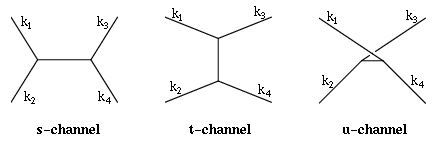 k₁ k₃ k₁ k₃ k₁ k₃
k₂ k₄ k₂ k₄ k₂ k₄
s-channel t-channel u-channel